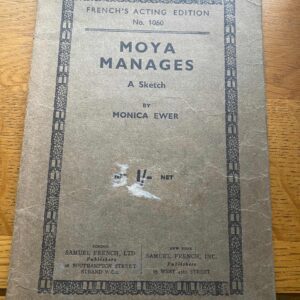 FRENCH'S ACTING EDITION
No. 1060
MOYA
MANAGES
A Sketch
BY
MONICA EWER
1/- NET
LONDON
SAMUEL FRENCH, LTD
Publishers
26 SOUTHAMPTON STREET
STRAND W.C.2
NEW YORK
SAMUEL FRENCH, INC.
Publishers
25 WEST 45TH STREET